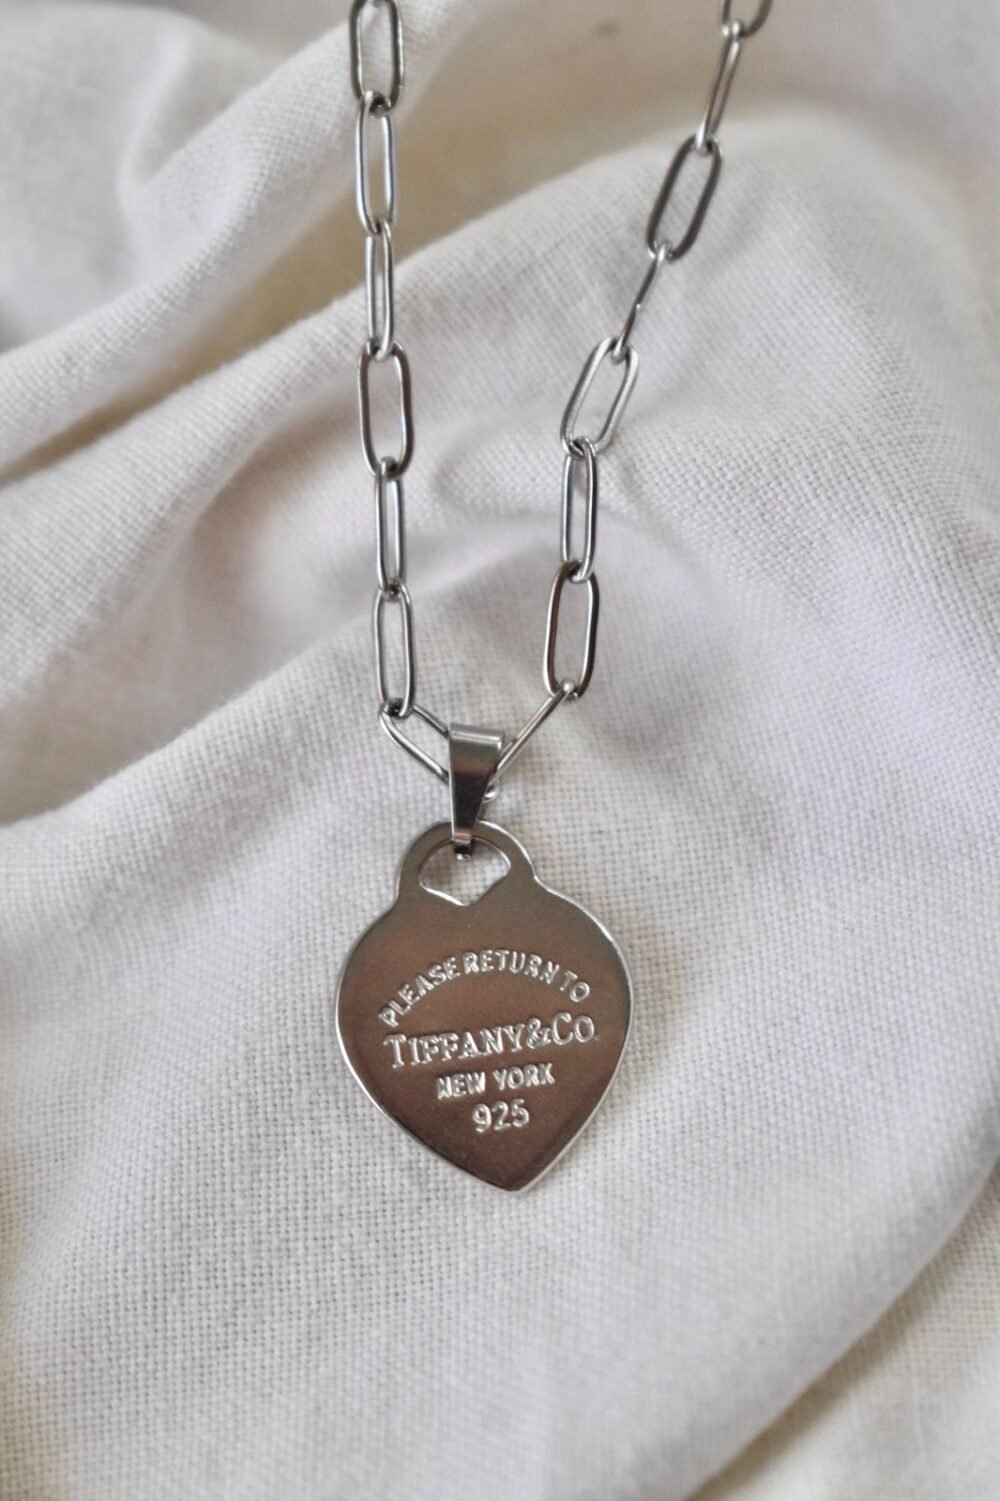 PLEASE RETURN TO
TIFFANY&CO.
NEW YORK
925